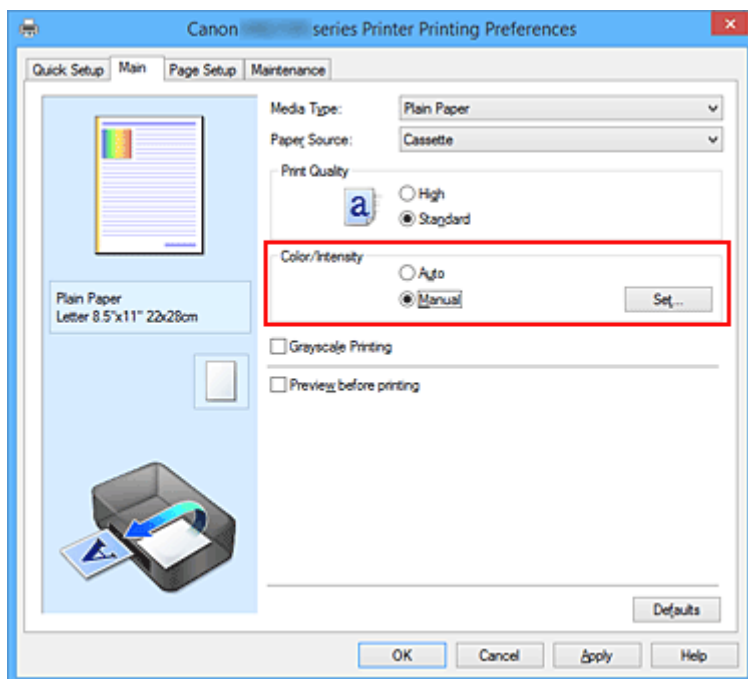 Canon series Printer Printing Preferences
Quick Setup Main Page Setup Maintenance
Media Type: Plain Paper
Paper Source: Cassette
Print Quality
a
High
Standard
Color/Intensity
Auto
Manual Set...
Plain Paper
Letter 8.5"x11" 22x28cm
Grayscale Printing
Preview before printing
A
Defaults
OK Cancel Apply Help